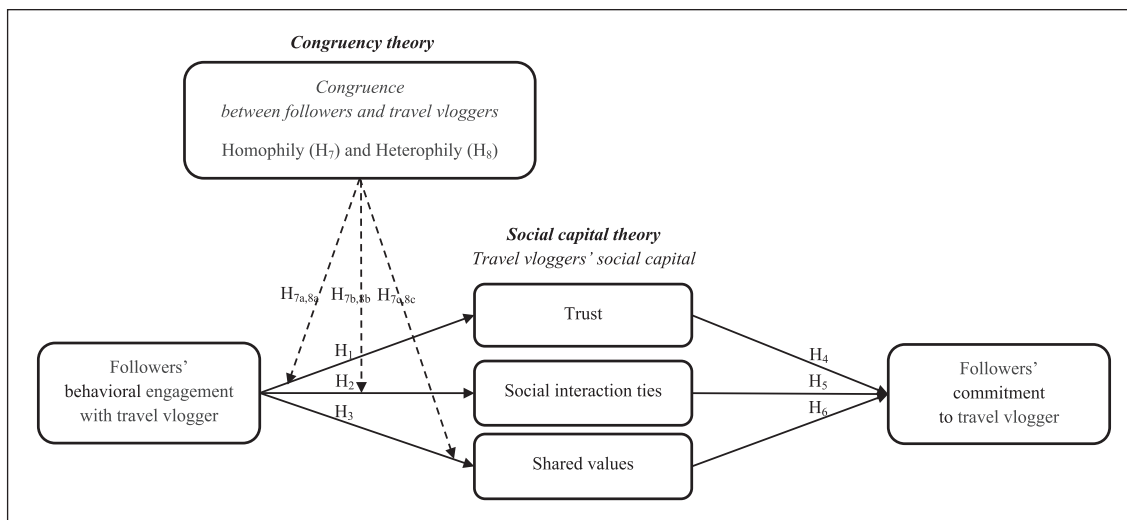 Congruency theory
Congruence
between followers and travel vloggers
Homophily (H₇) and Heterophily (H₈)
Social capital theory
Travel vloggers’ social capital
H₇ₐ,₈ₐ
H₇b,₈b
H₇c,₈c
Trust
H₁
H₄
Followers’
behavioral engagement
with travel vlogger
H₂
Social interaction ties
H₅
Followers’
commitment
to travel vlogger
H₃
H₆
Shared values